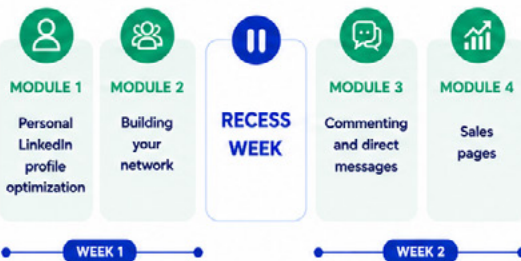 MODULE 1
Personal
LinkedIn
profile
optimization
MODULE 2
Building
your
network
RECESS
WEEK
MODULE 3
Commenting
and direct
messages
MODULE 4
Sales
pages
WEEK 1
WEEK 2